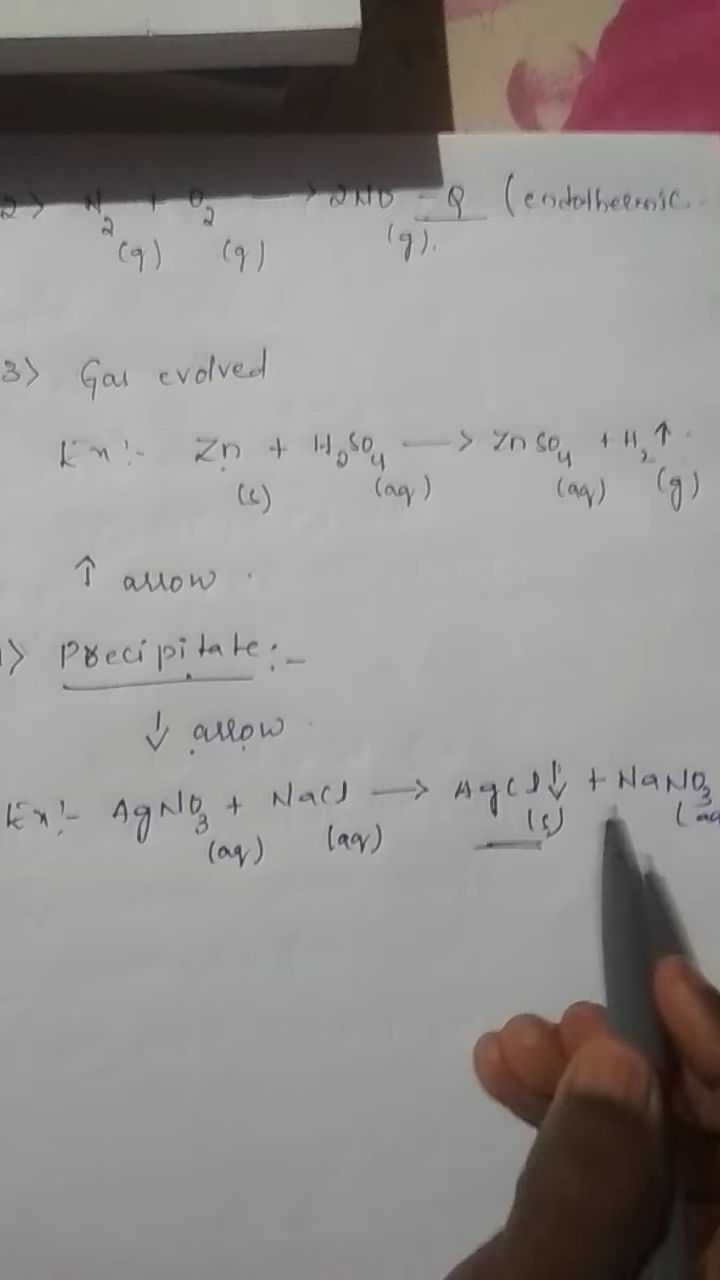 2> N2 + O2 —> 2NO - Q (endothermic..
(g) (g) (g).
3> Gas evolved
Ex:- Zn + H2SO4 —> ZnSO4 + H2↑.
(s) (aq) (aq) (g)
↑ arrow.
> Precipitate:-
↓ arrow.
Ex:- AgNO3 + NaCl —> AgCl↓ + NaNO3
(aq) (aq) (s) (aq